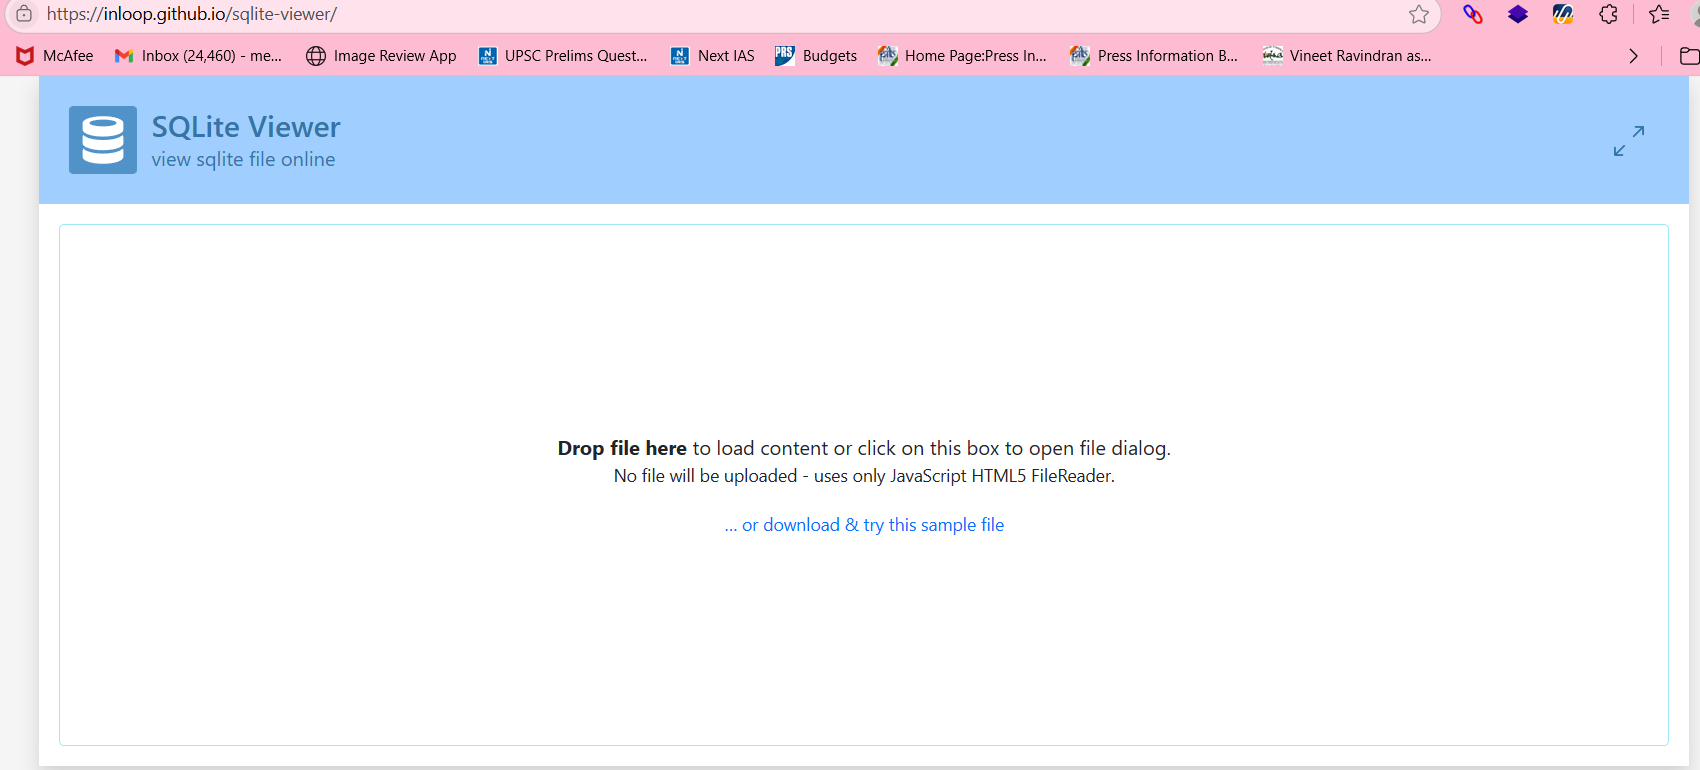 https://inloop.github.io/sqlite-viewer/
McAfee Inbox (24,460) - me... Image Review App UPSC Prelims Quest... Next IAS PRS Budgets Home Page:Press In... Press Information B... Vineet Ravindran as...
SQLite Viewer
view sqlite file online
Drop file here to load content or click on this box to open file dialog.
No file will be uploaded - uses only JavaScript HTML5 FileReader.
... or download & try this sample file